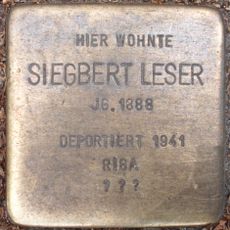 HIER WOHNTE
SIEGBERT LESER
JG. 1888
DEPORTIERT 1941
RIGA
? ? ?